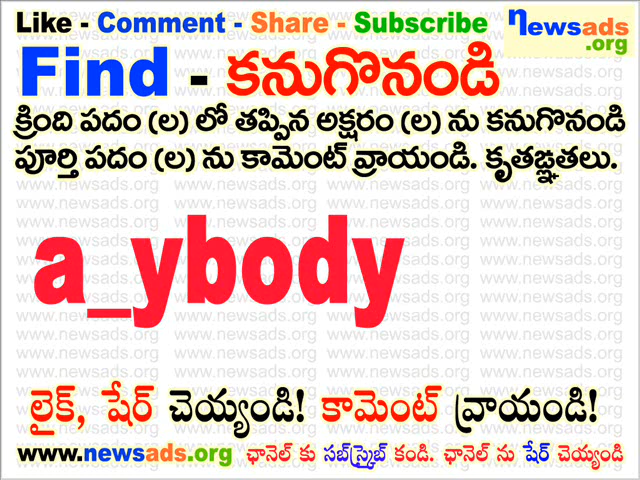 Like - Comment - Share - Subscribe
newsads
.org
Find - కనుగొనండి
క్రింది పదం (ల) లో తప్పిన అక్షరం (ల) ను కనుగొనండి
పూర్తి పదం (ల) ను కామెంట్ వ్రాయండి. కృతజ్ఞతలు.
a_ybody
లైక్, షేర్ చెయ్యండి! కామెంట్ వ్రాయండి!
www.newsads.org ఛానెల్ కు సబ్‌స్క్రైబ్ కండి. ఛానెల్ ను షేర్ చెయ్యండి